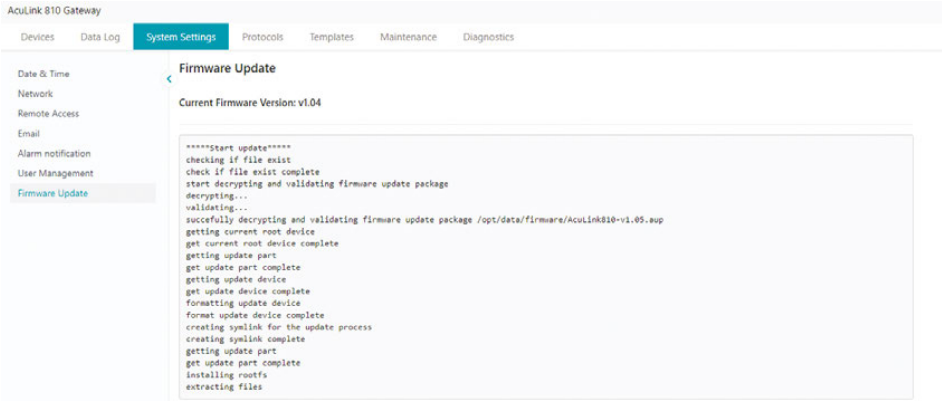 AcuLink 810 Gateway
Devices Data Log System Settings Protocols Templates Maintenance Diagnostics
Date & Time
Network
Remote Access
Email
Alarm notification
User Management
Firmware Update
Firmware Update
Current Firmware Version: v1.04
*****Start update*****
checking if file exist
check if file exist complete
start decrypting and validating firmware update package
decrypting...
validating...
succefully decrypting and validating firmware update package /opt/data/firmware/AcuLink810-v1.05.aup
getting current root device
get current root device complete
getting update part
get update part complete
getting update device
get update device complete
formatting update device
format update device complete
creating symlink for the update process
creating symlink complete
getting update part
get update part complete
installing rootfs
extracting files